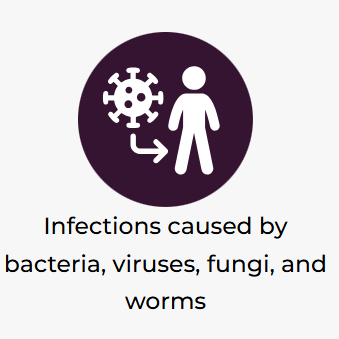 Infections caused by
bacteria, viruses, fungi, and
worms